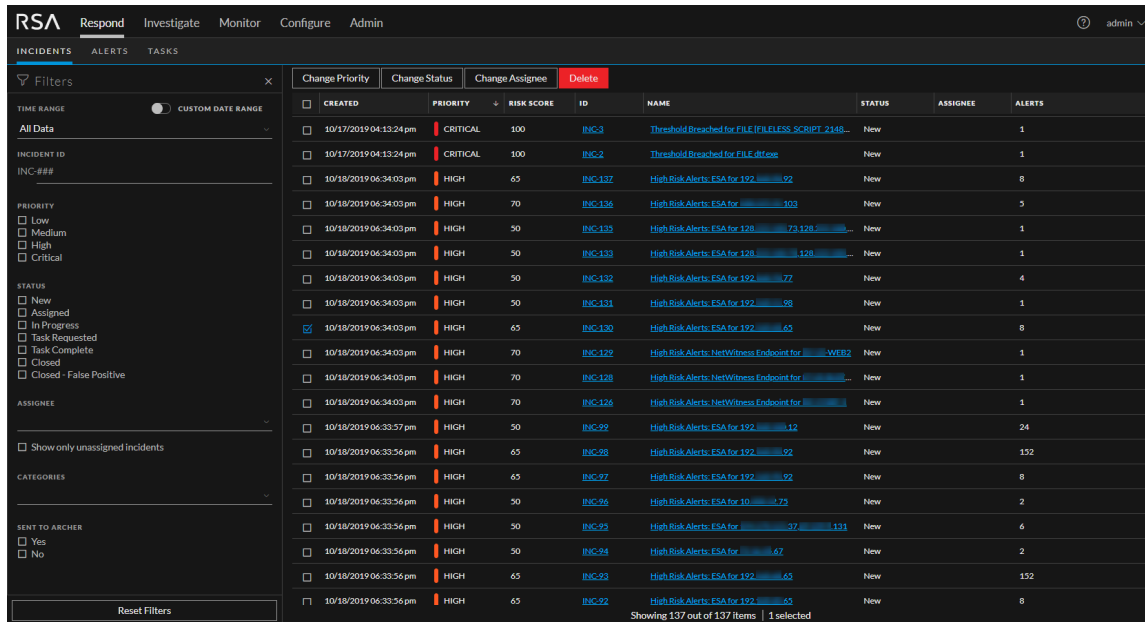 RSA Respond Investigate Monitor Configure Admin admin
INCIDENTS ALERTS TASKS
Filters
TIME RANGE CUSTOM DATE RANGE
All Data
INCIDENT ID
INC-###
PRIORITY
Low
Medium
High
Critical
STATUS
New
Assigned
In Progress
Task Requested
Task Complete
Closed
Closed - False Positive
ASSIGNEE
Show only unassigned incidents
CATEGORIES
SENT TO ARCHER
Yes
No
Reset Filters
Change Priority Change Status Change Assignee Delete
CREATED PRIORITY RISK SCORE ID NAME STATUS ASSIGNEE ALERTS
10/17/2019 04:13:24 pm CRITICAL 100 INC-3 Threshold Breached for FILE [FILELESS_SCRIPT_2148... New 1
10/17/2019 04:13:24 pm CRITICAL 100 INC-2 Threshold Breached for FILE dtf.exe New 1
10/18/2019 06:34:03 pm HIGH 65 INC-137 High Risk Alerts: ESA for 192. .92 New 8
10/18/2019 06:34:03 pm HIGH 70 INC-136 High Risk Alerts: ESA for 103 New 5
10/18/2019 06:34:03 pm HIGH 50 INC-135 High Risk Alerts: ESA for 128. 73,128. ... New 1
10/18/2019 06:34:03 pm HIGH 50 INC-133 High Risk Alerts: ESA for 128. ,128. ... New 1
10/18/2019 06:34:03 pm HIGH 50 INC-132 High Risk Alerts: ESA for 192. .77 New 4
10/18/2019 06:34:03 pm HIGH 50 INC-131 High Risk Alerts: ESA for 192. .98 New 1
10/18/2019 06:34:03 pm HIGH 65 INC-130 High Risk Alerts: ESA for 192. .65 New 8
10/18/2019 06:34:03 pm HIGH 70 INC-129 High Risk Alerts: NetWitness Endpoint for -WEB2 New 1
10/18/2019 06:34:03 pm HIGH 70 INC-128 High Risk Alerts: NetWitness Endpoint for ... New 1
10/18/2019 06:34:03 pm HIGH 70 INC-126 High Risk Alerts: NetWitness Endpoint for New 1
10/18/2019 06:33:57 pm HIGH 50 INC-99 High Risk Alerts: ESA for 192. .12 New 24
10/18/2019 06:33:56 pm HIGH 65 INC-98 High Risk Alerts: ESA for 192. .92 New 152
10/18/2019 06:33:56 pm HIGH 65 INC-97 High Risk Alerts: ESA for 192. .92 New 8
10/18/2019 06:33:56 pm HIGH 50 INC-96 High Risk Alerts: ESA for 10. .75 New 2
10/18/2019 06:33:56 pm HIGH 50 INC-95 High Risk Alerts: ESA for 37, .131 New 6
10/18/2019 06:33:56 pm HIGH 50 INC-94 High Risk Alerts: ESA for .67 New 2
10/18/2019 06:33:56 pm HIGH 65 INC-93 High Risk Alerts: ESA for 192. .65 New 152
10/18/2019 06:33:56 pm HIGH 65 INC-92 High Risk Alerts: ESA for 192. 65 New 8
Showing 137 out of 137 items | 1 selected